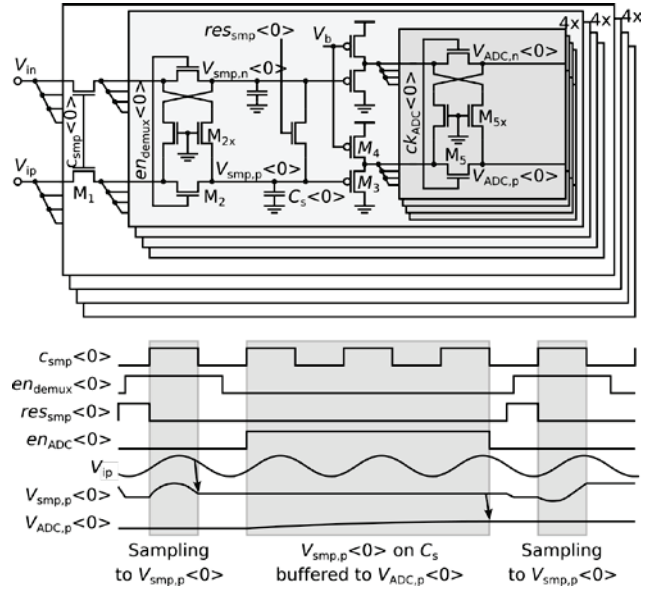 4x 4x 4x
res_smp<0>
V_b
V_in
V_smp,n<0>
V_ADC,n<0>
c_smp<0>
en_demux<0>
M_2x
ck_ADC<0>
M_5x
M_4
M_5
V_ip
V_smp,p<0>
M_3
V_ADC,p<0>
M_1
M_2
C_s<0>
c_smp<0>
en_demux<0>
res_smp<0>
en_ADC<0>
V_ip
V_smp,p<0>
V_ADC,p<0>
Sampling
to V_smp,p<0>
V_smp,p<0> on C_s
buffered to V_ADC,p<0>
Sampling
to V_smp,p<0>